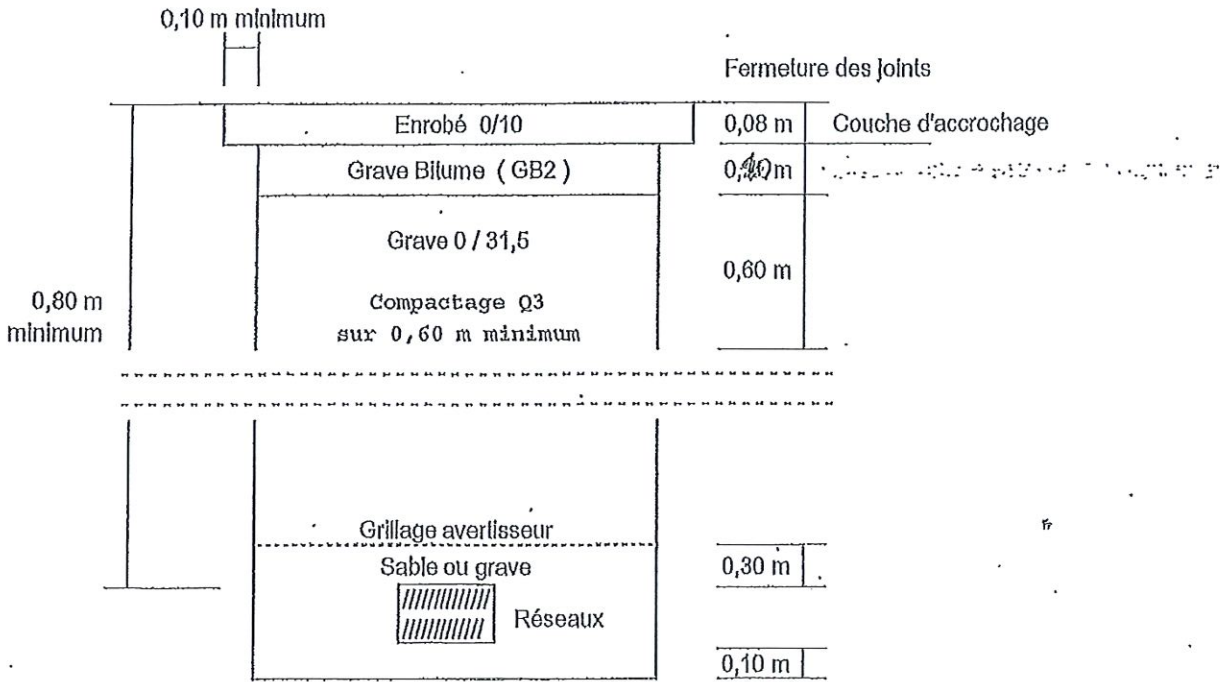 0,10 m minimum
Fermeture des joints
Enrobé 0/10
0,08 m
Couche d'accrochage
Grave Bitume ( GB2 )
Grave 0 / 31,5
0,60 m
0,80 m
minimum
Compactage Q3
sur 0,60 m minimum
Grillage avertisseur
Sable ou grave
0,30 m
Réseaux
0,10 m